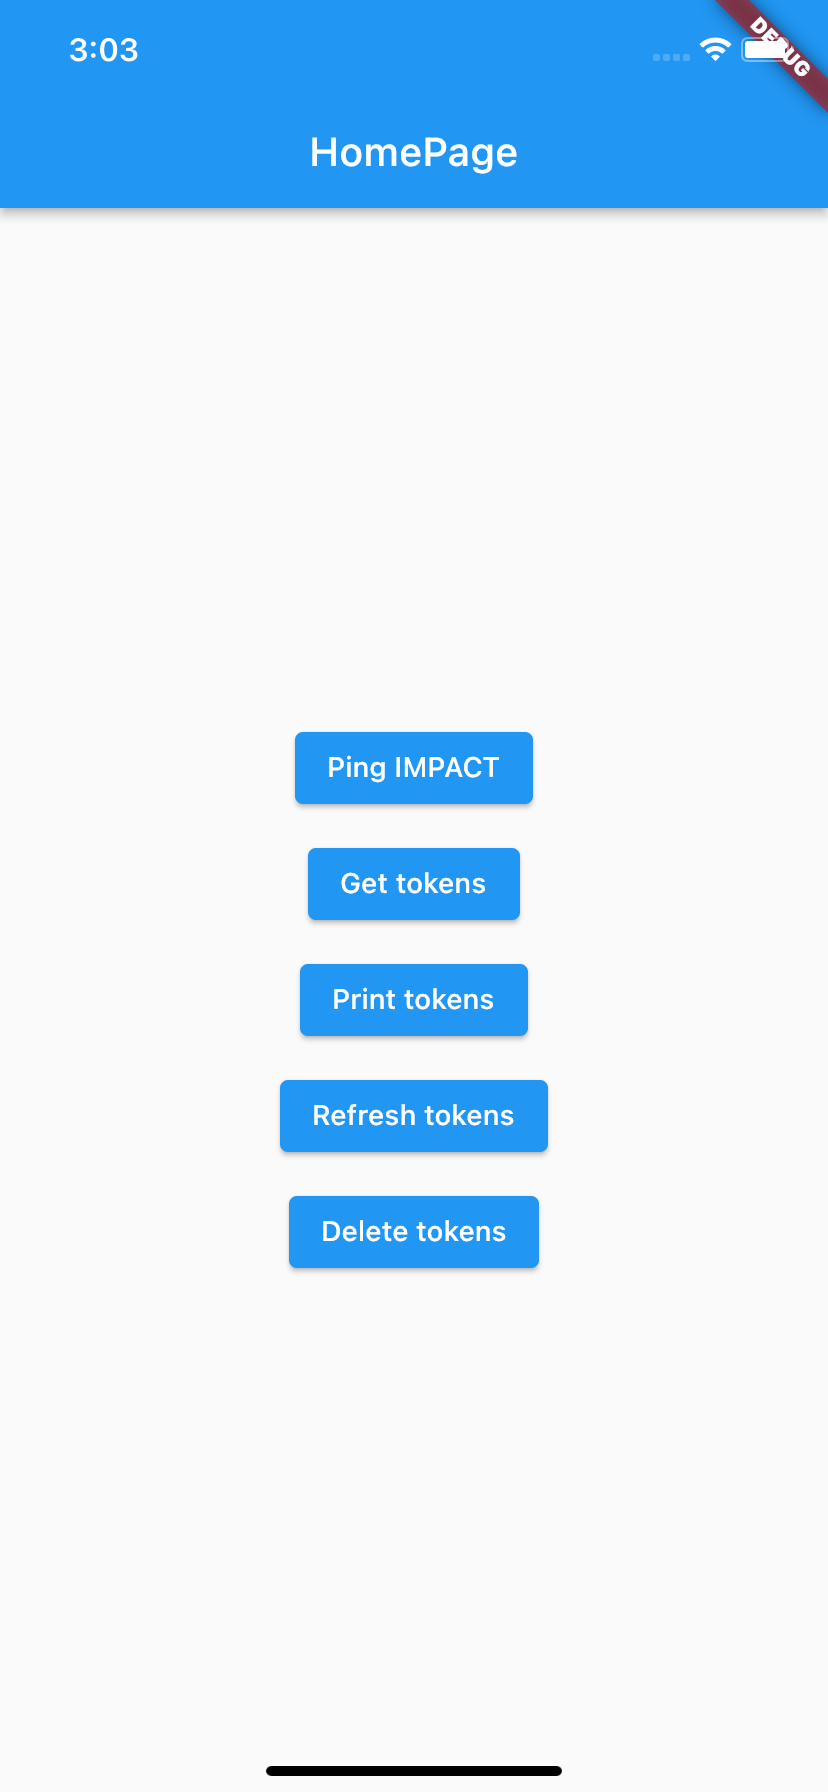 3:03
DEBUG
HomePage
Ping IMPACT
Get tokens
Print tokens
Refresh tokens
Delete tokens